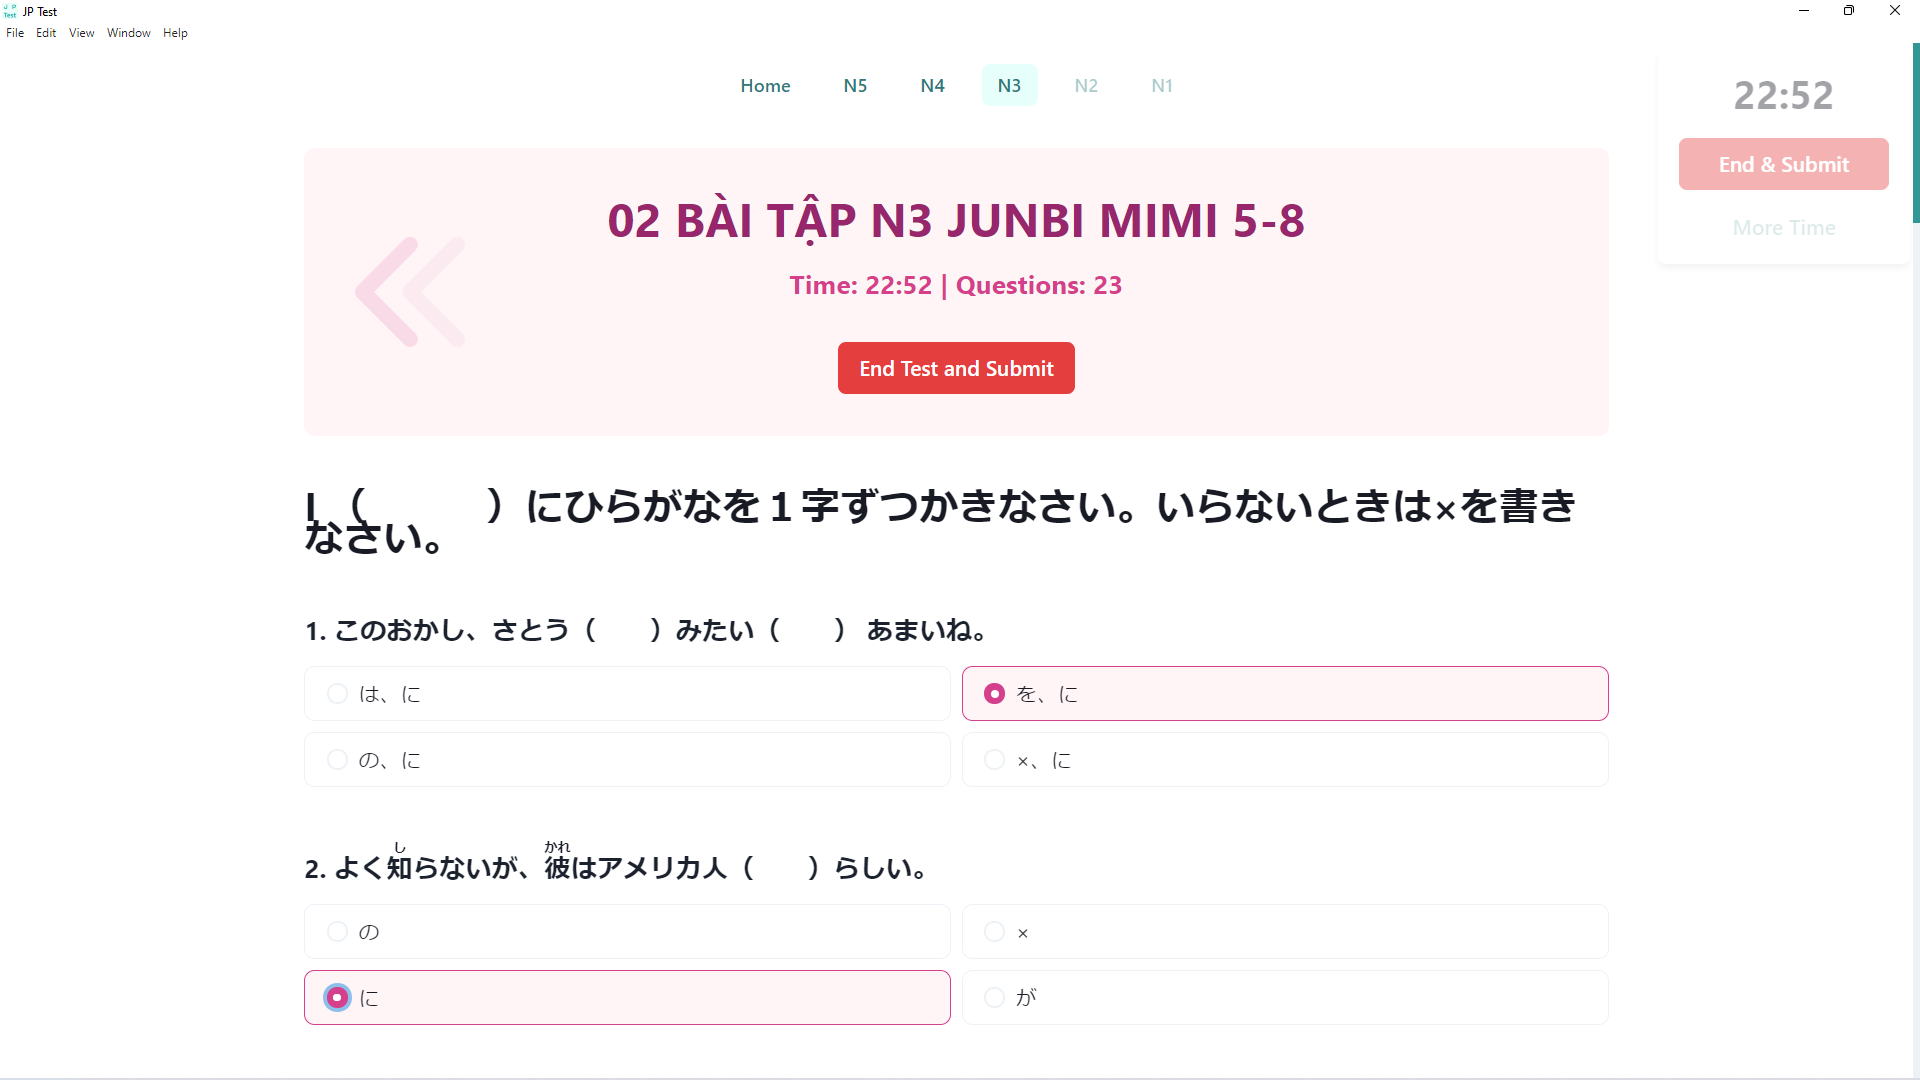 JP Test
File Edit View Window Help
Home N5 N4 N3 N2 N1
22:52
End & Submit
More Time
02 BÀI TẬP N3 JUNBI MIMI 5-8
Time: 22:52 | Questions: 23
End Test and Submit
I（　　）にひらがなを１字ずつかきなさい。いらないときは×を書き
なさい。
1. このおかし、さとう（　　）みたい（　　） あまいね。
は、に
を、に
の、に
×、に
し かれ
2. よく知らないが、彼はアメリカ人（　　）らしい。
の
×
に
が